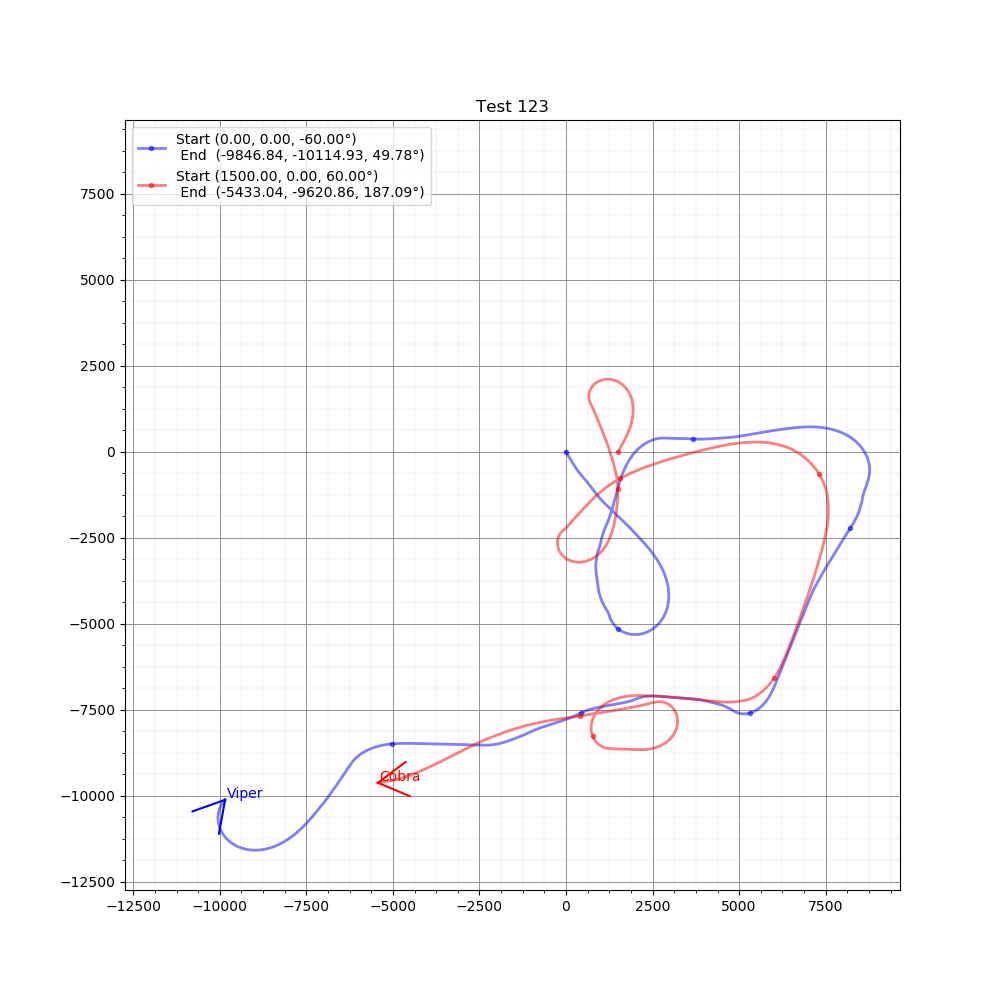 Test 123
Start (0.00, 0.00, -60.00°)
End  (-9846.84, -10114.93, 49.78°)
Start (1500.00, 0.00, 60.00°)
End  (-5433.04, -9620.86, 187.09°)
7500
5000
2500
0
−2500
−5000
−7500
−10000
−12500
Cobra
Viper
−12500 −10000 −7500 −5000 −2500 0 2500 5000 7500